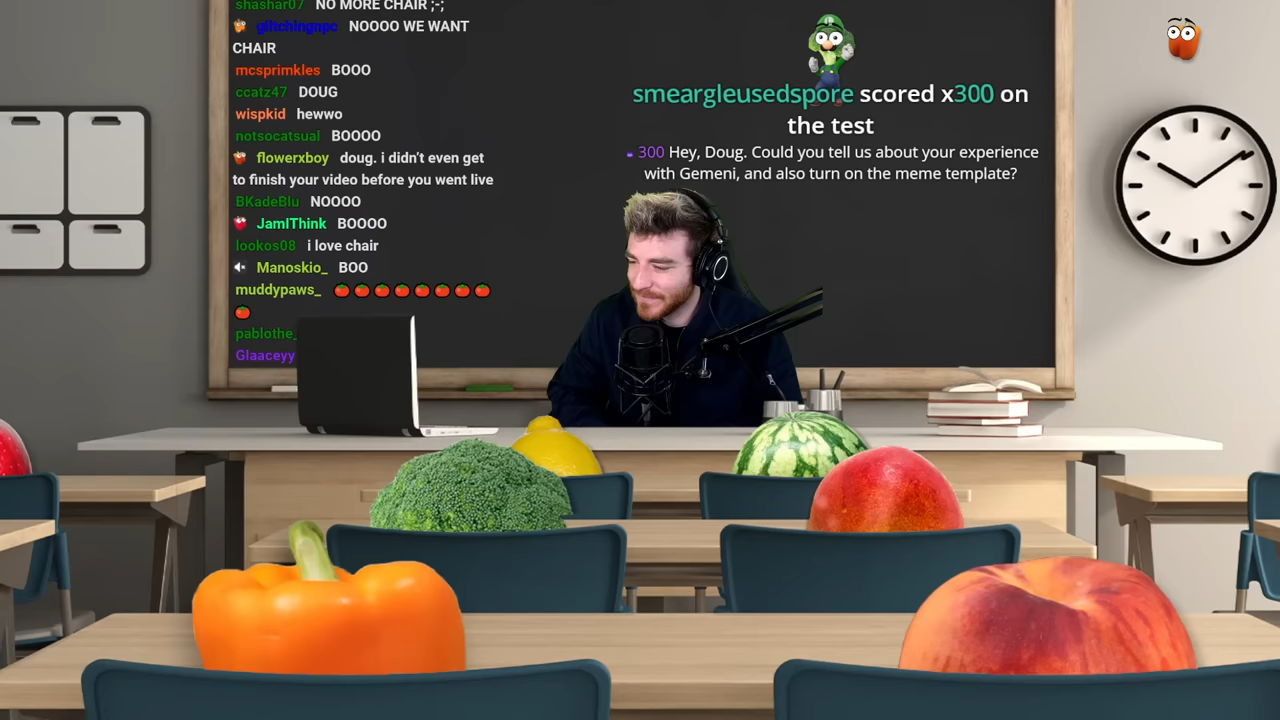 shashar07 NO MORE CHAIR ;-;
glitchingnpc NOOOO WE WANT
CHAIR
mcsprimkles BOOO
ccatz47 DOUG
wispkid hewwo
notsocatsual BOOOO
flowerxboy doug. i didn't even get
to finish your video before you went live
BKadeBlu NOOOO
JamIThink BOOOO
lookos08 i love chair
Manoskio_ BOO
muddypaws_
pablothe_
Glaaceyy
smeargleusedspore scored x300 on
the test
300 Hey, Doug. Could you tell us about your experience
with Gemeni, and also turn on the meme template?